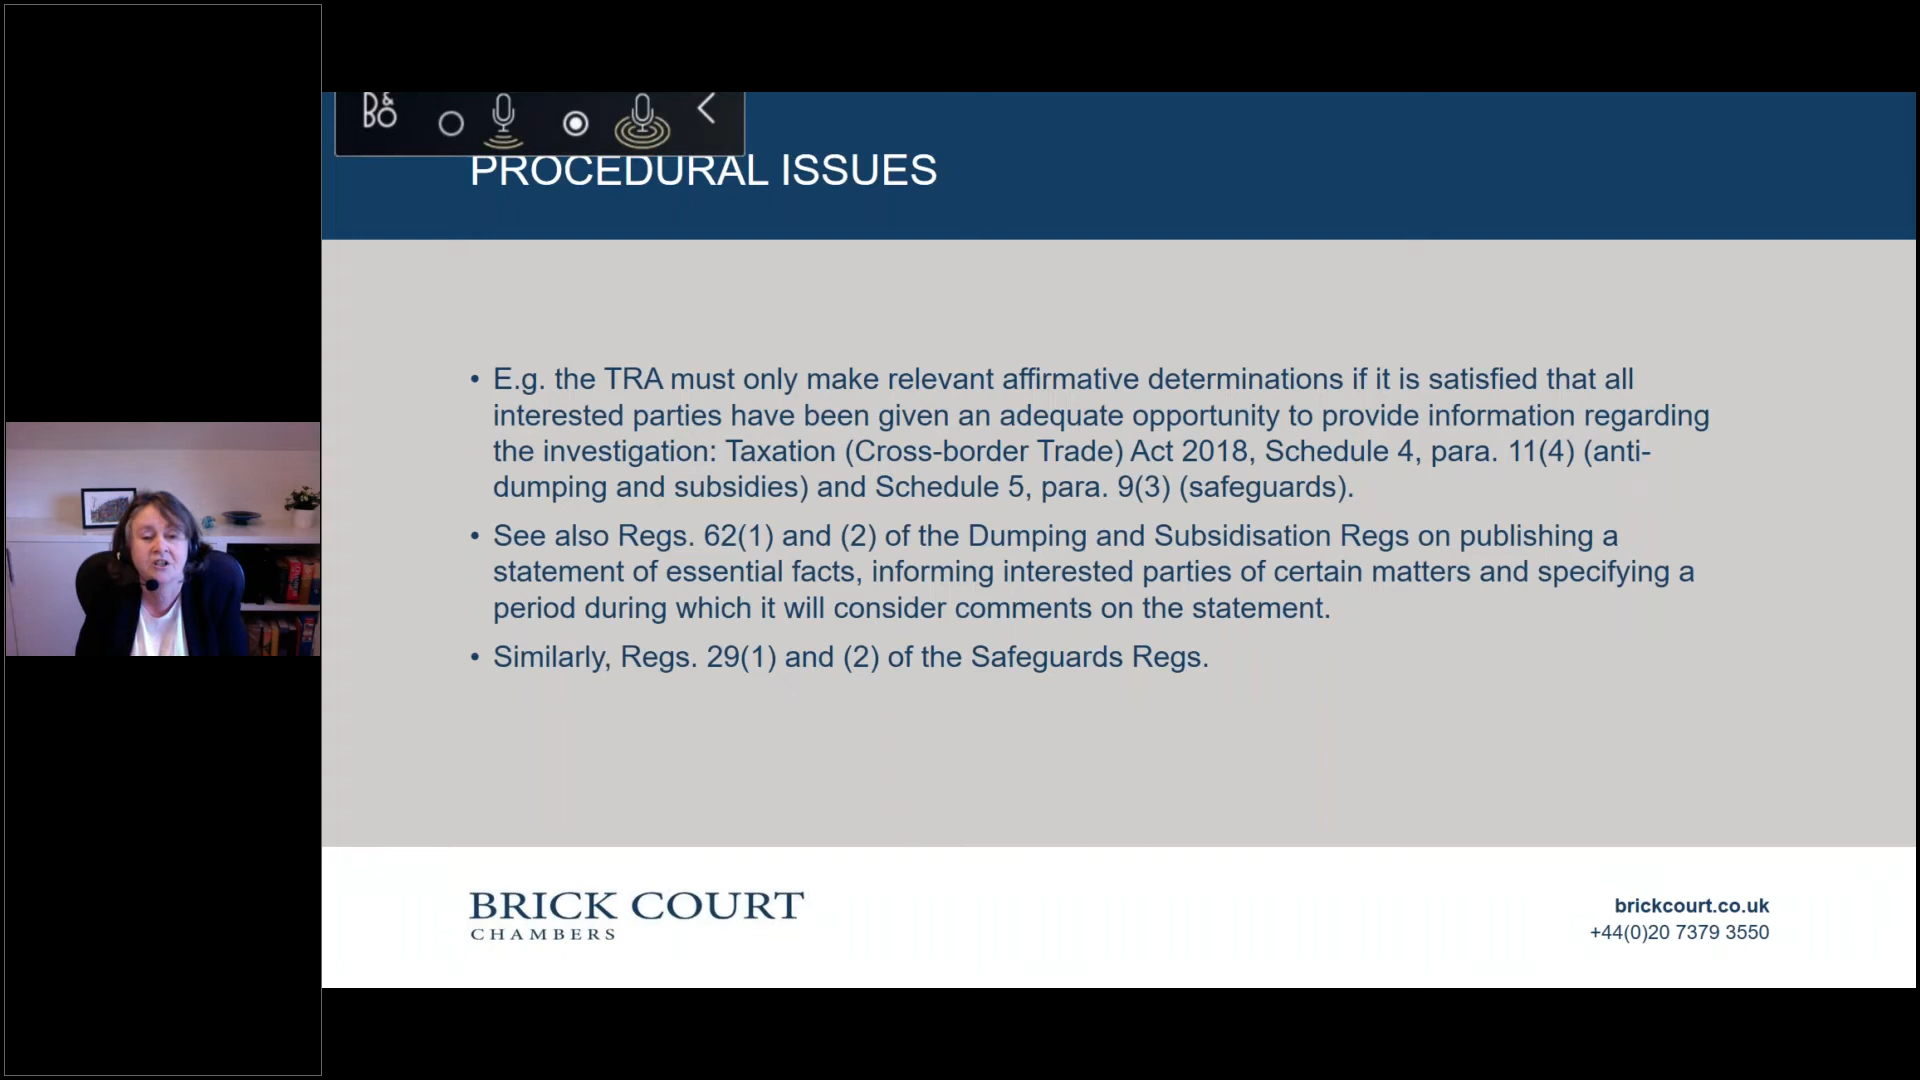 B&O
PROCEDURAL ISSUES
• E.g. the TRA must only make relevant affirmative determinations if it is satisfied that all
interested parties have been given an adequate opportunity to provide information regarding
the investigation: Taxation (Cross-border Trade) Act 2018, Schedule 4, para. 11(4) (anti-
dumping and subsidies) and Schedule 5, para. 9(3) (safeguards).
• See also Regs. 62(1) and (2) of the Dumping and Subsidisation Regs on publishing a
statement of essential facts, informing interested parties of certain matters and specifying a
period during which it will consider comments on the statement.
• Similarly, Regs. 29(1) and (2) of the Safeguards Regs.
BRICK COURT
CHAMBERS
brickcourt.co.uk
+44(0)20 7379 3550